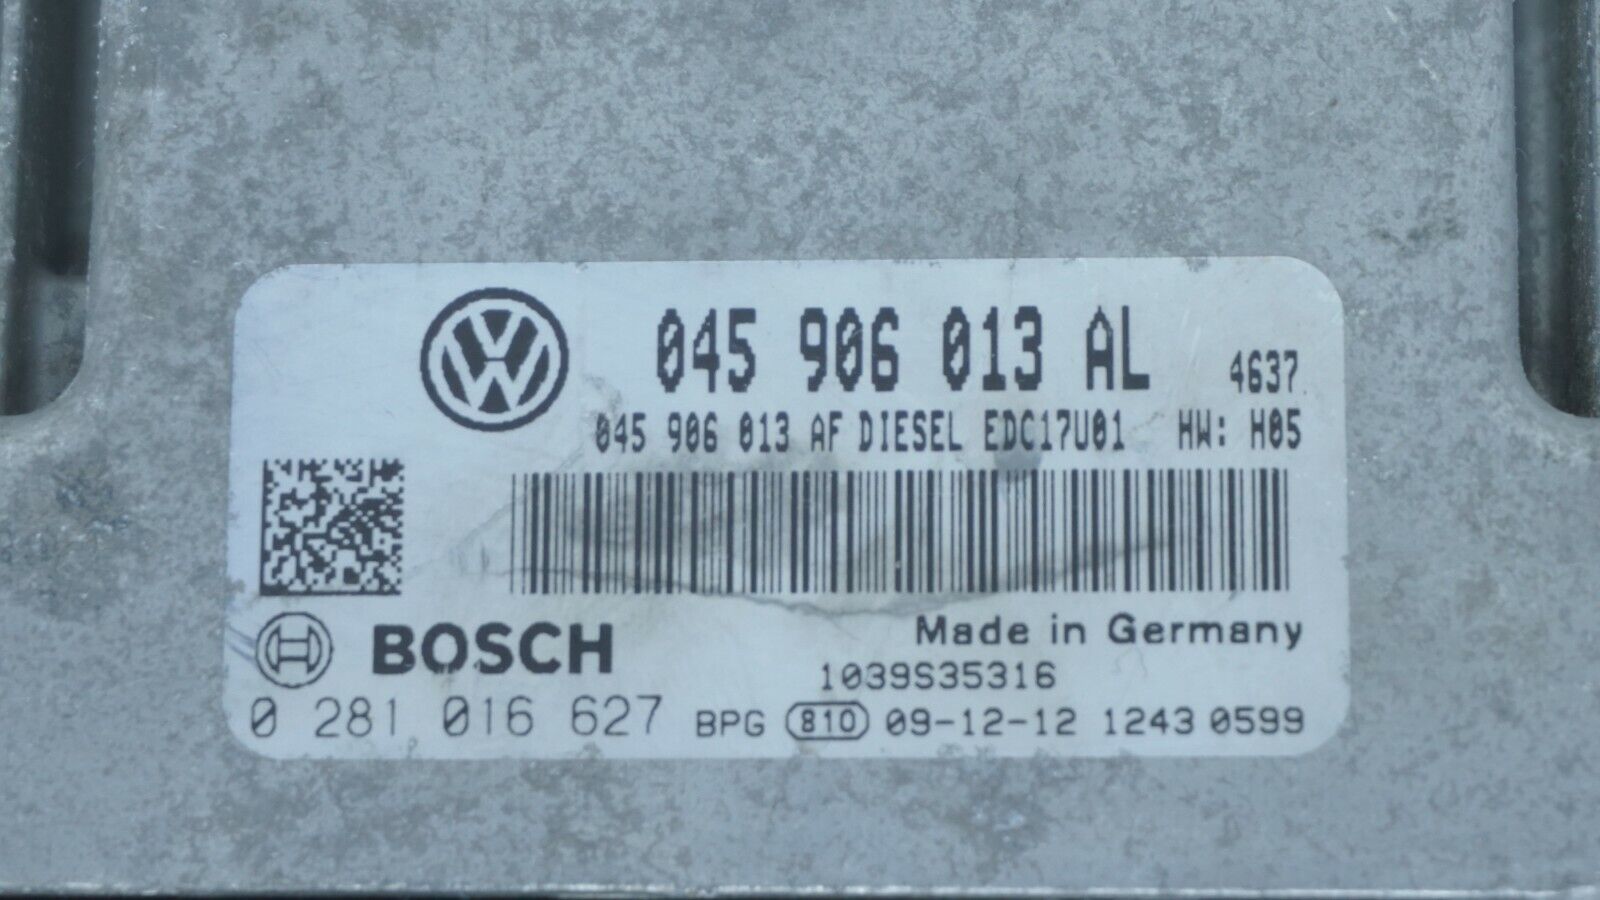 045 906 013 AL 4637
045 906 013 AF DIESEL EDC17U01 HW: H05
BOSCH
Made in Germany
1039S35316
0 281 016 627 BPG 810 09-12-12 1243 0599